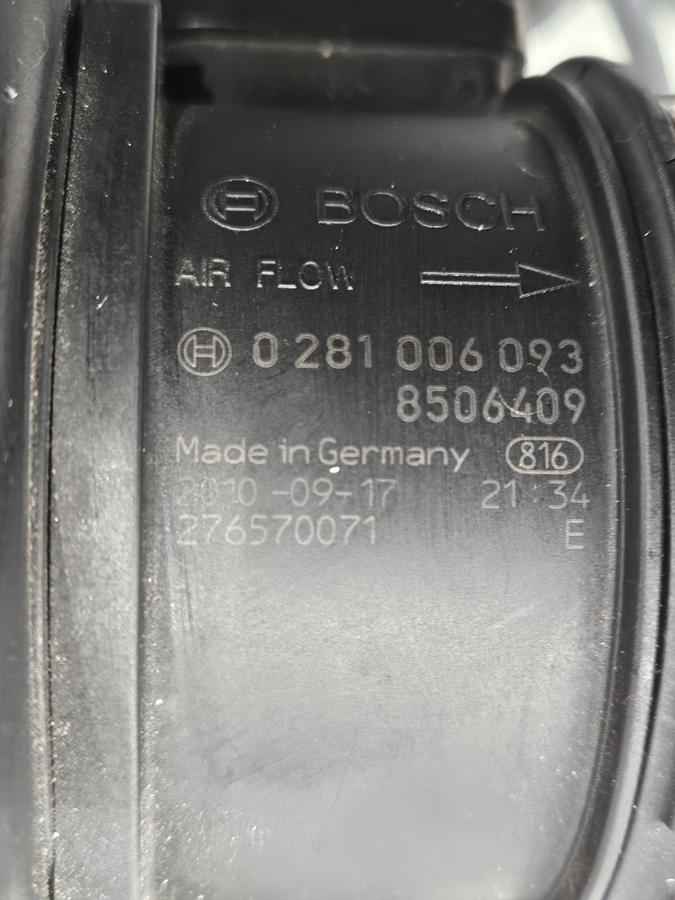 BOSCH
AIR FLOW
0 281 006 093
8506409
Made in Germany 816
2010-09-17 21:34
276570071 E